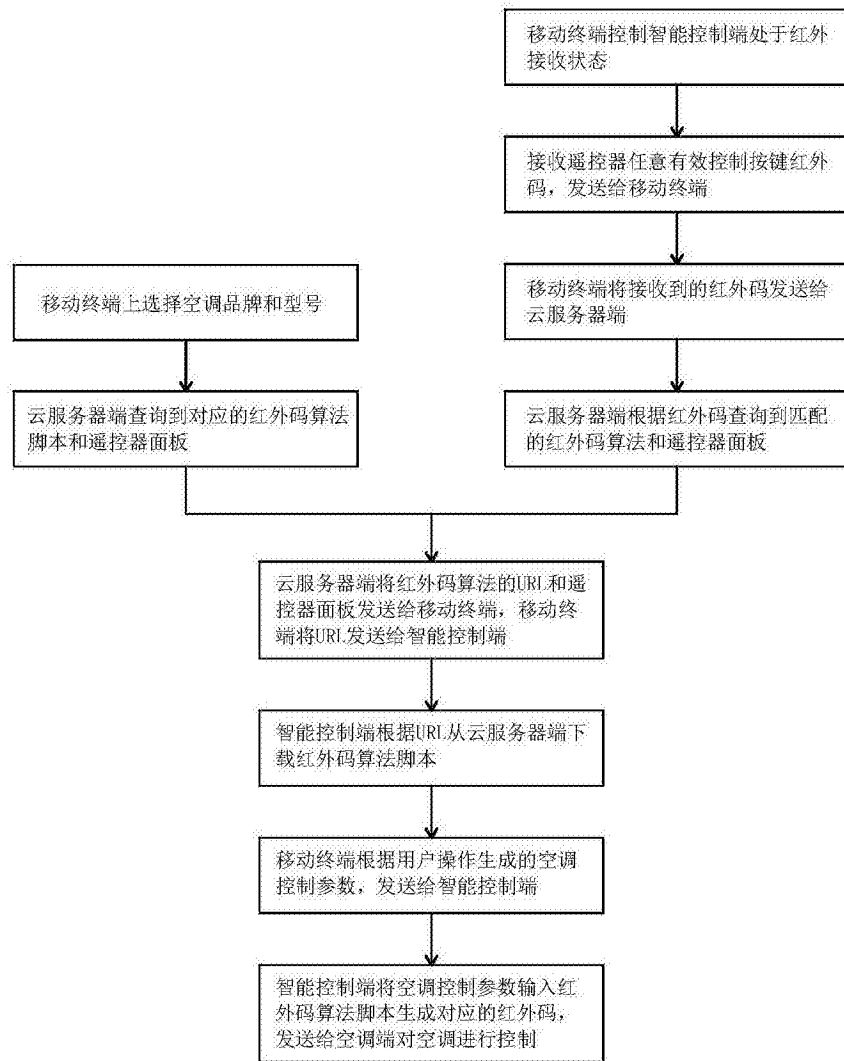 移动终端控制智能控制端处于红外
接收状态
接收遥控器任意有效控制按键红外
码，发送给移动终端
移动终端将接收到的红外码发送给
云服务器端
云服务器端根据红外码查询到匹配
的红外码算法和遥控器面板
移动终端上选择空调品牌和型号
云服务器端查询到对应的红外码算法
脚本和遥控器面板
云服务器端将红外码算法的URL和遥
控器面板发送给移动终端，移动终
端将URL发送给智能控制端
智能控制端根据URL从云服务器端下
载红外码算法脚本
移动终端根据用户操作生成的空调
控制参数，发送给智能控制端
智能控制端将空调控制参数输入红
外码算法脚本生成对应的红外码，
发送给空调端对空调进行控制